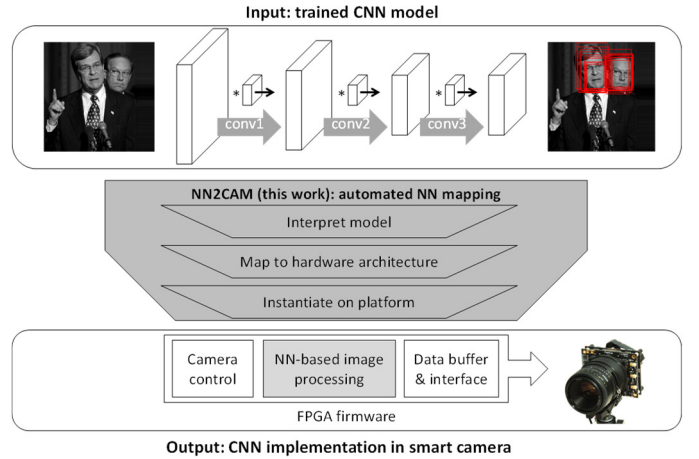 Input: trained CNN model
* * *
conv1 conv2 conv3
NN2CAM (this work): automated NN mapping
Interpret model
Map to hardware architecture
Instantiate on platform
Camera
control
NN-based image
processing
Data buffer
& interface
FPGA firmware
Output: CNN implementation in smart camera